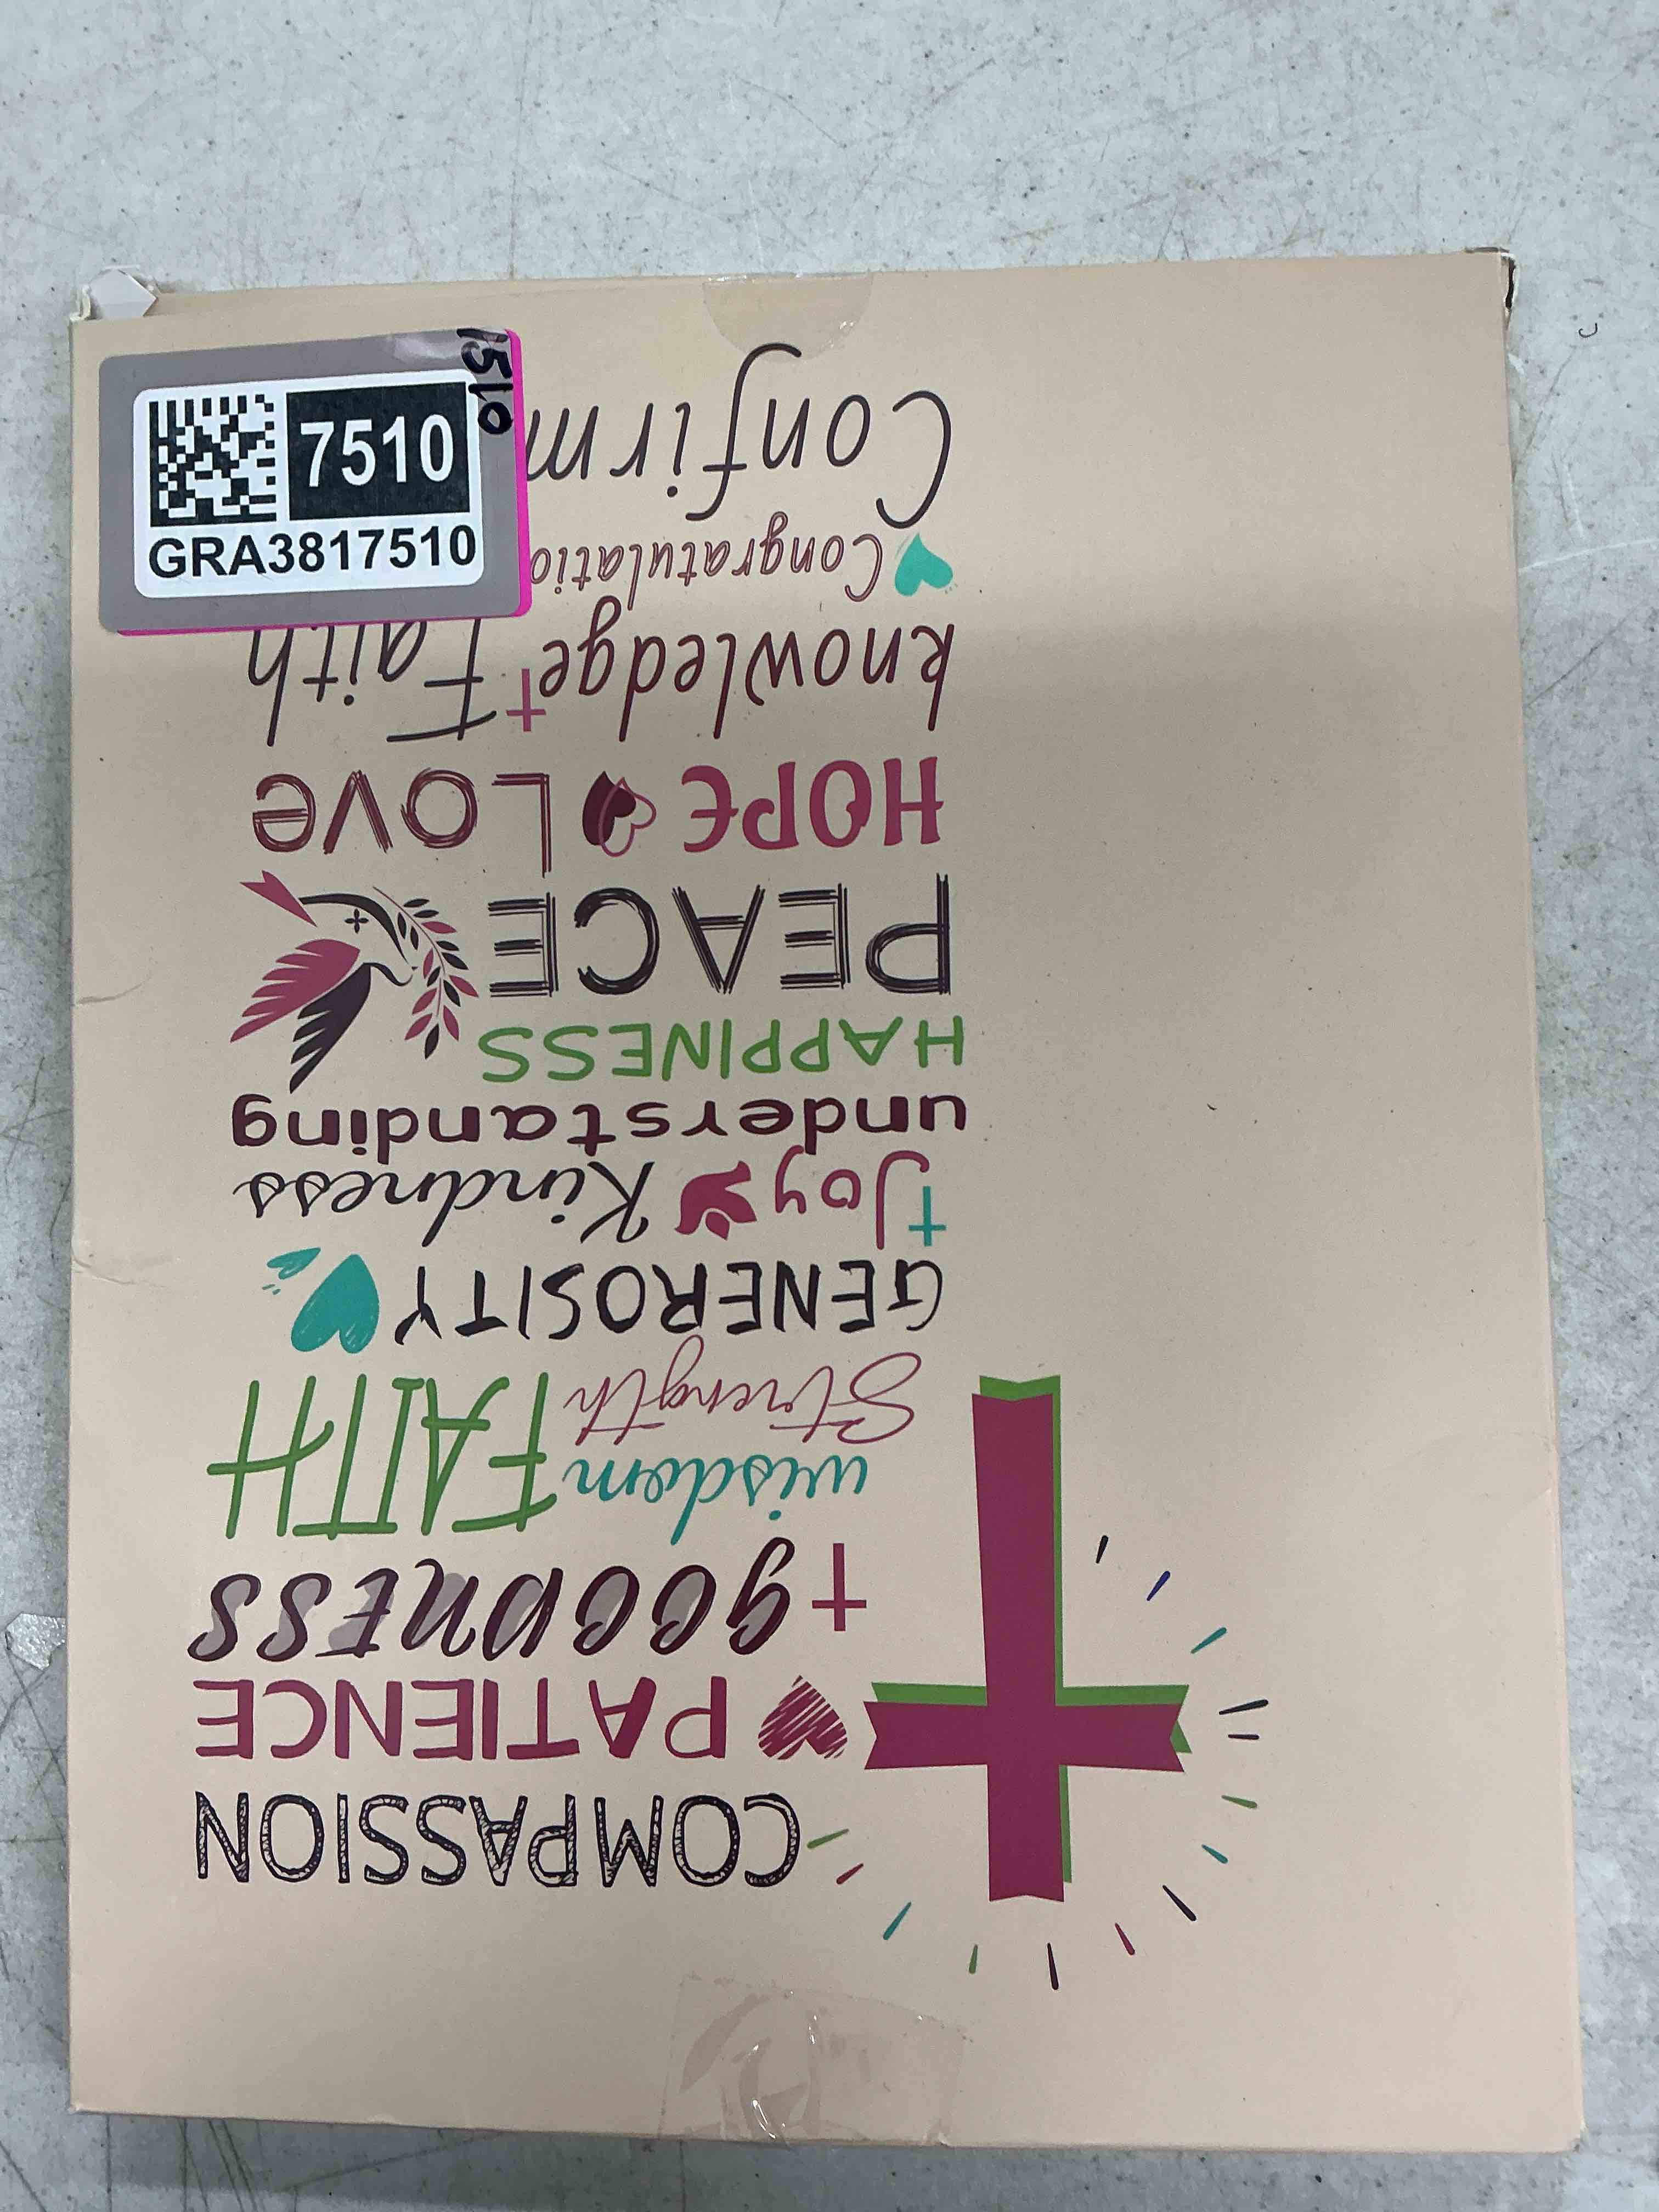 COMPASSION
PATIENCE
goodness
wisdom FAITH
Strength
GENEROSITY
Joy Kindness
understanding
HAPPINESS
PEACE
HOPE LOVE
knowledge Faith
Congratulatio
Confirm
7510
GRA3817510